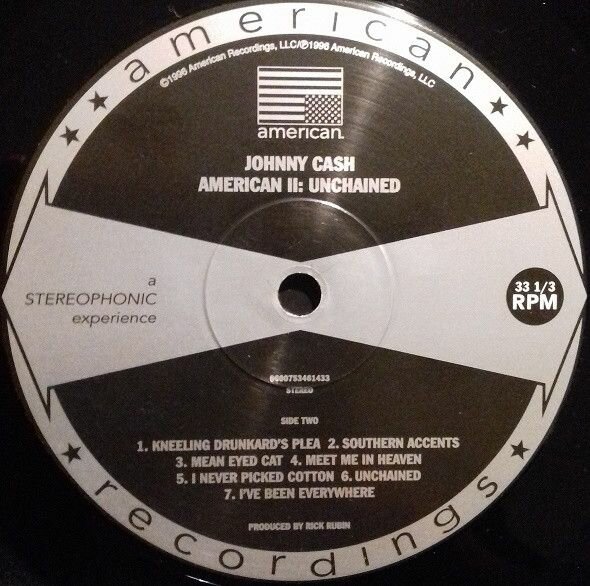 american
©1996 American Recordings, LLC/℗1996 American Recordings, LLC
american
JOHNNY CASH
AMERICAN II: UNCHAINED
a
STEREOPHONIC
experience
33 1/3
RPM
0600753461433
STEREO
SIDE TWO
1. KNEELING DRUNKARD'S PLEA 2. SOUTHERN ACCENTS
3. MEAN EYED CAT 4. MEET ME IN HEAVEN
5. I NEVER PICKED COTTON 6. UNCHAINED
7. I'VE BEEN EVERYWHERE
PRODUCED BY RICK RUBIN
recordings